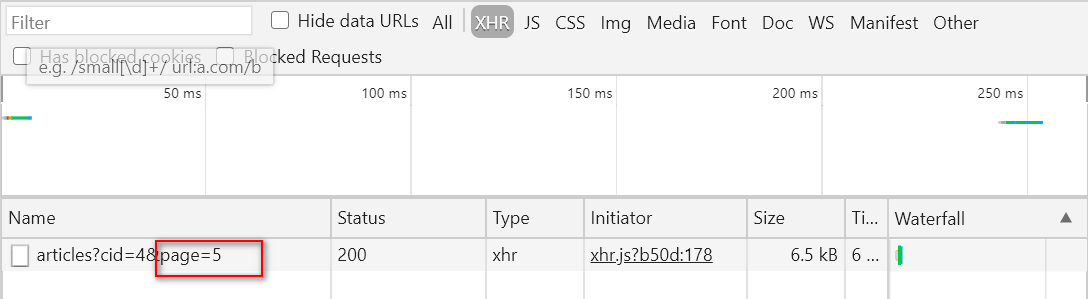 Filter Hide data URLs All XHR JS CSS Img Media Font Doc WS Manifest Other
Has blocked cookies Blocked Requests
e.g. /small[\d]+/ url:a.com/b
50 ms 100 ms 150 ms 200 ms 250 ms
Name Status Type Initiator Size Ti... Waterfall
articles?cid=4&page=5 200 xhr xhr.js?b50d:178 6.5 kB 6 ...